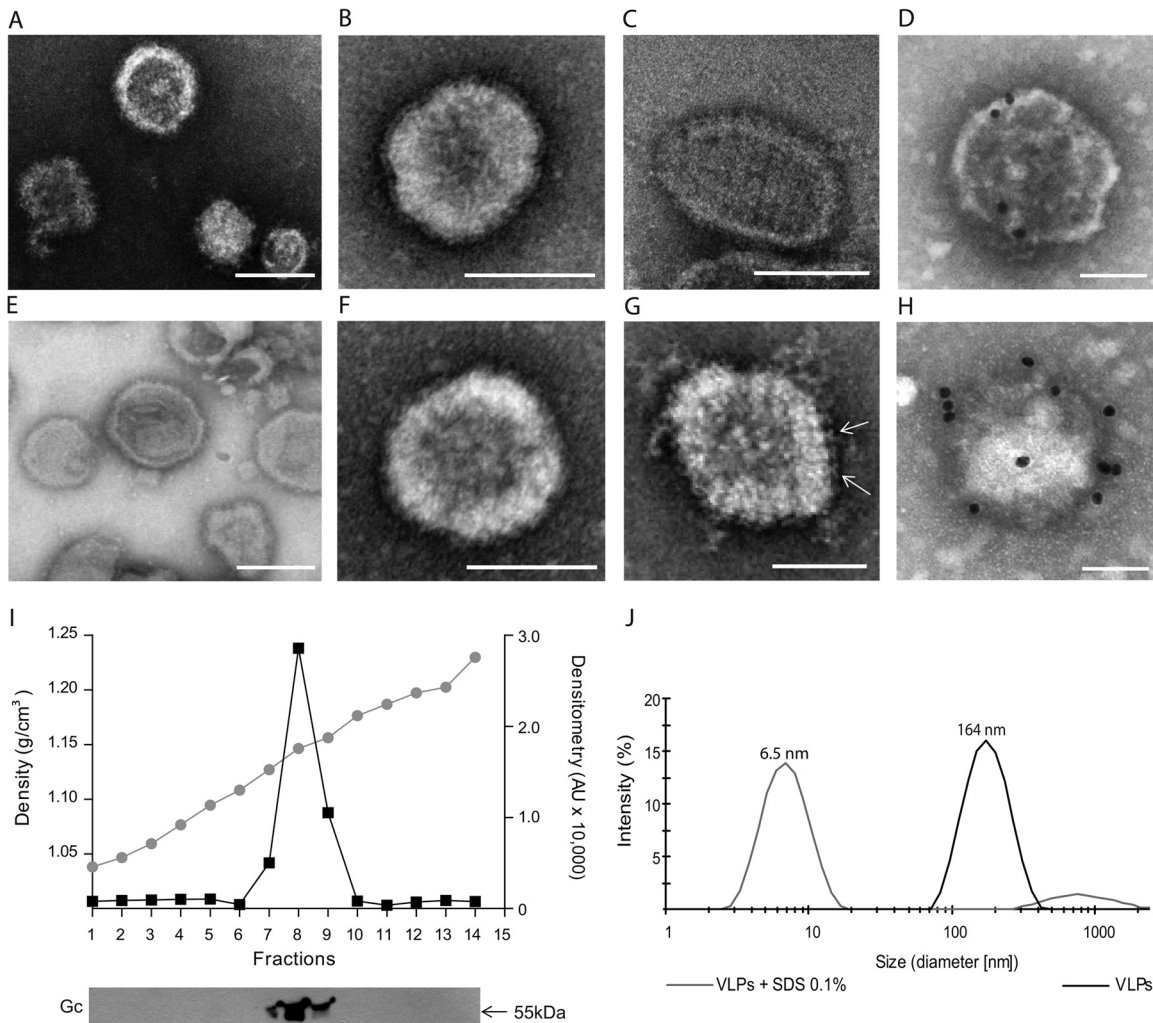 A
B
C
D
E
F
G
H
I
1.25
1.20
1.15
1.10
1.05
Density (g/cm³)
3.0
2.0
1.0
0
Densitometry (AU x 10,000)
1 2 3 4 5 6 7 8 9 10 11 12 13 14 15
Fractions
Gc
55kDa
J
20
15
10
5
Intensity (%)
6.5 nm
164 nm
1 10 100 1000
Size (diameter [nm])
VLPs + SDS 0.1%
VLPs